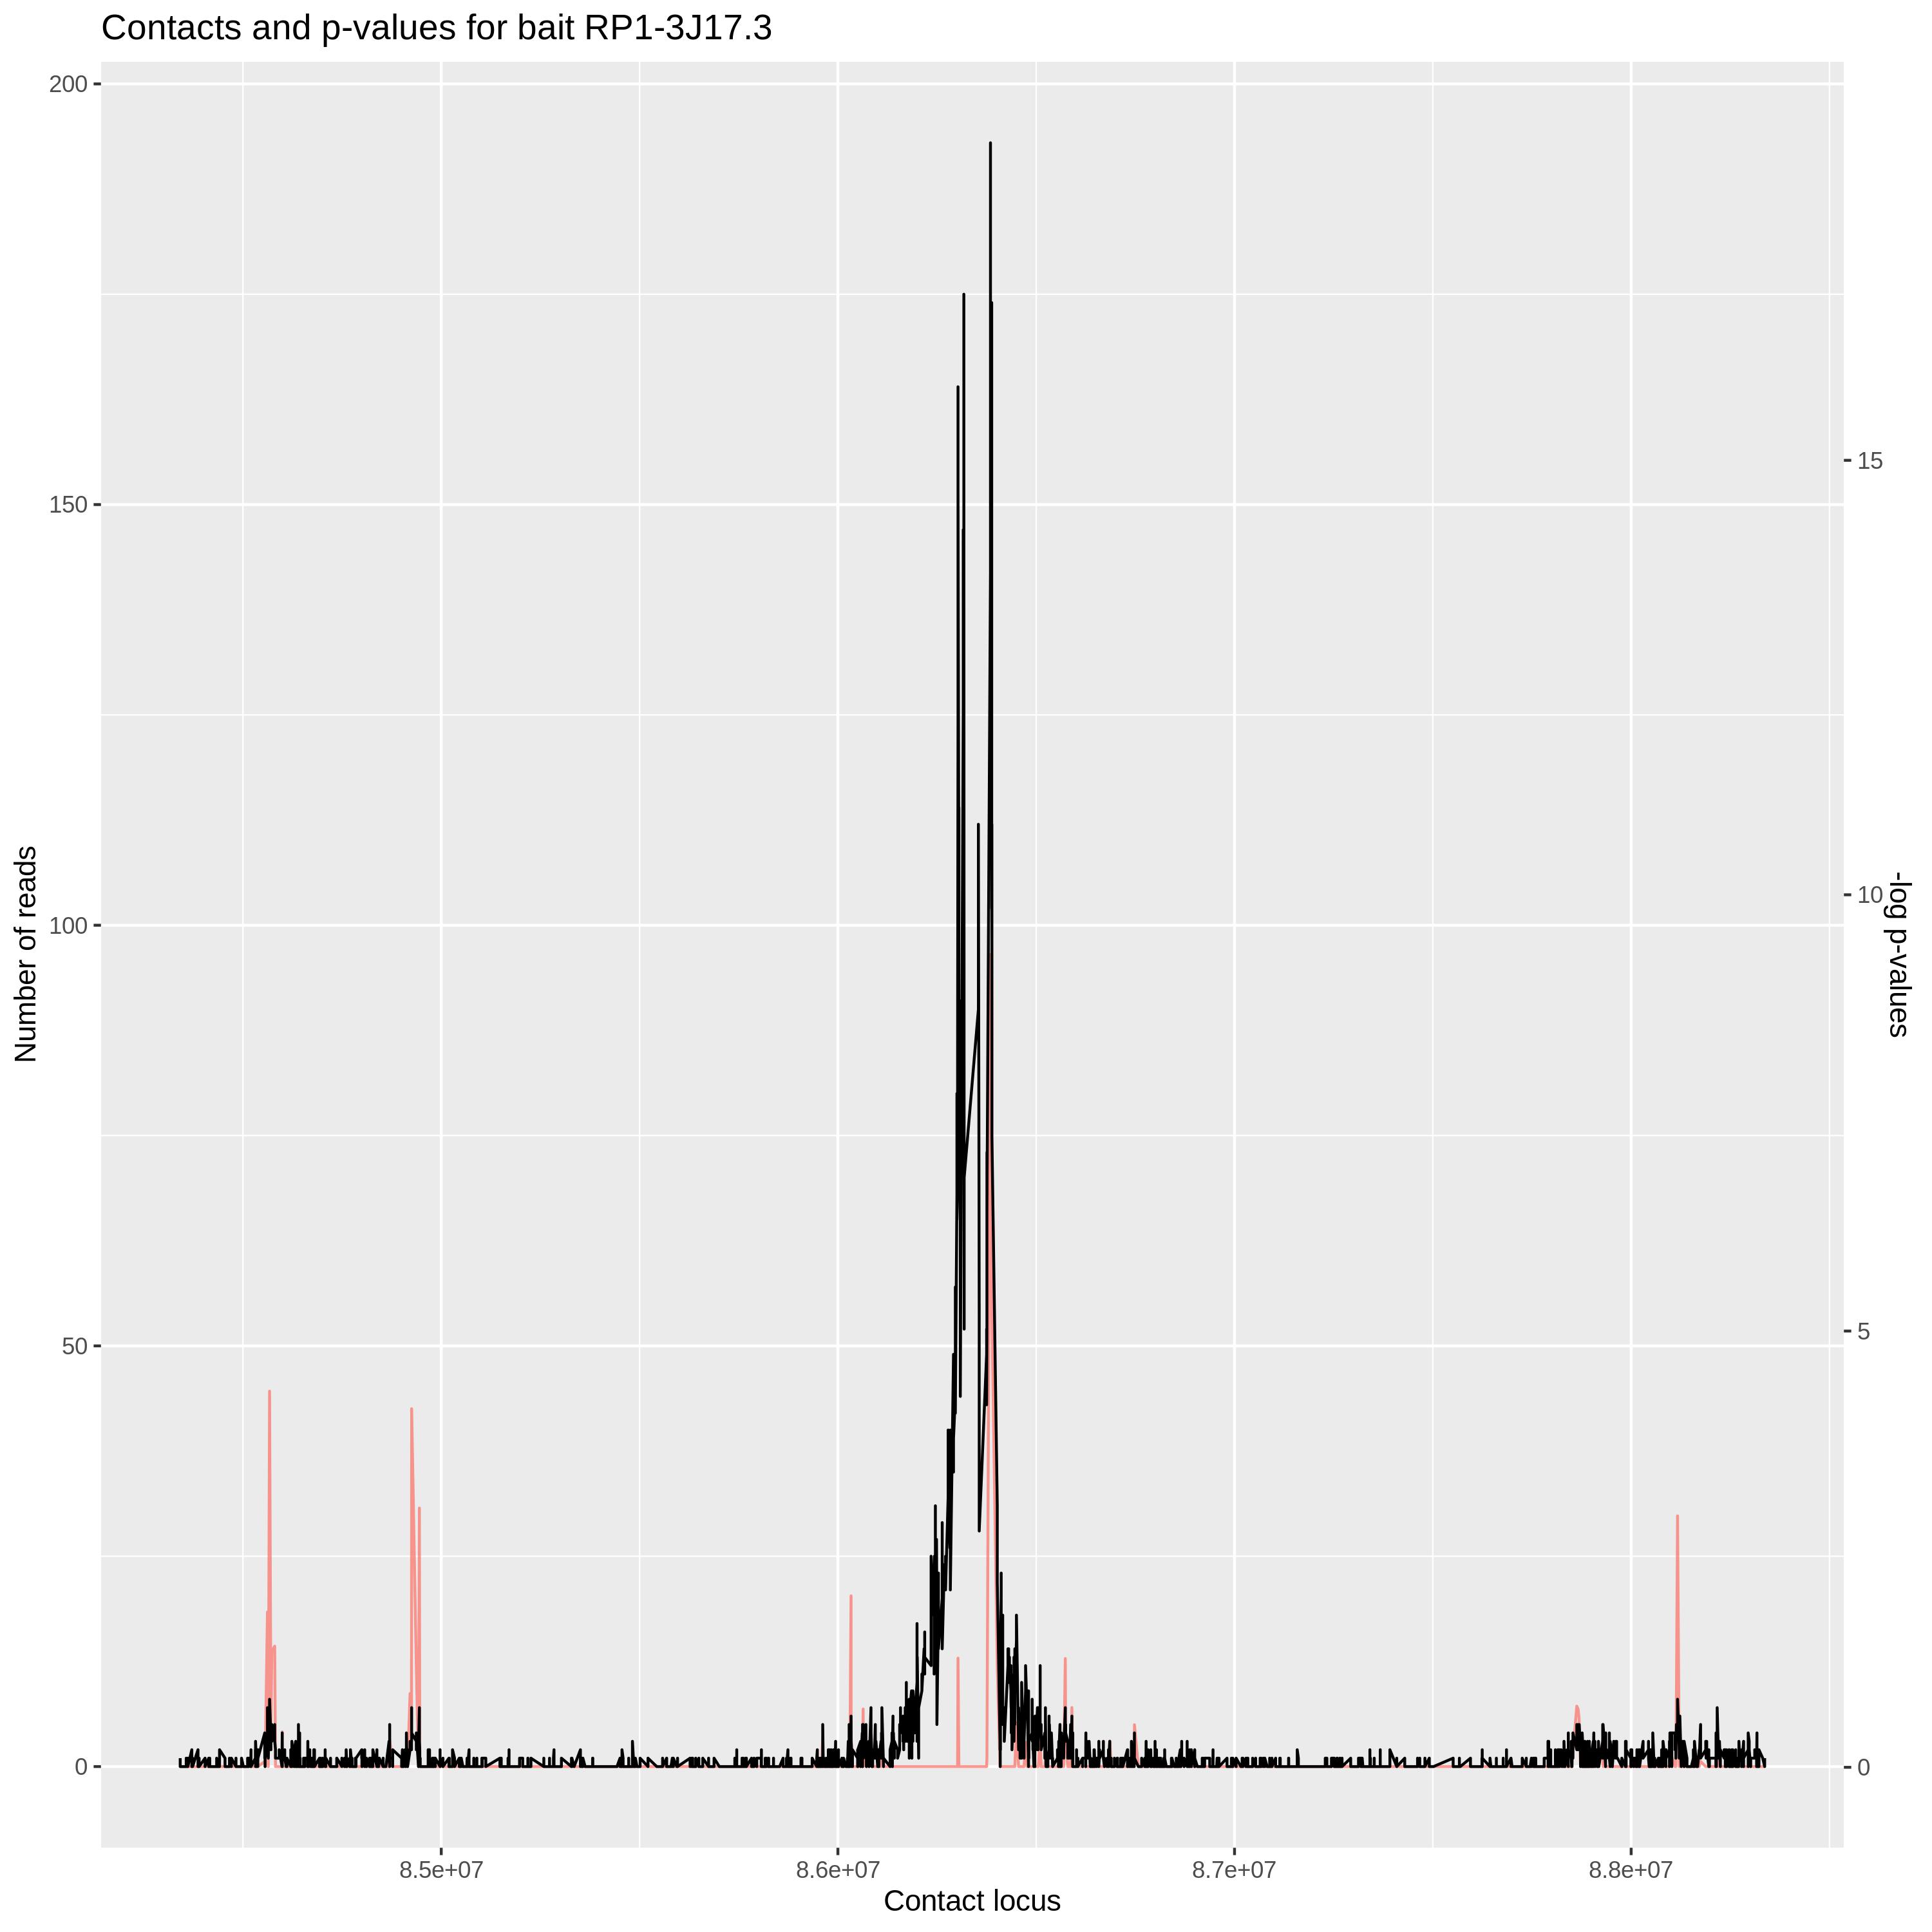 Contacts and p-values for bait RP1-3J17.3
200
150
100
50
0
Number of reads
15
10
5
0
-log p-values
8.5e+07 8.6e+07 8.7e+07 8.8e+07
Contact locus